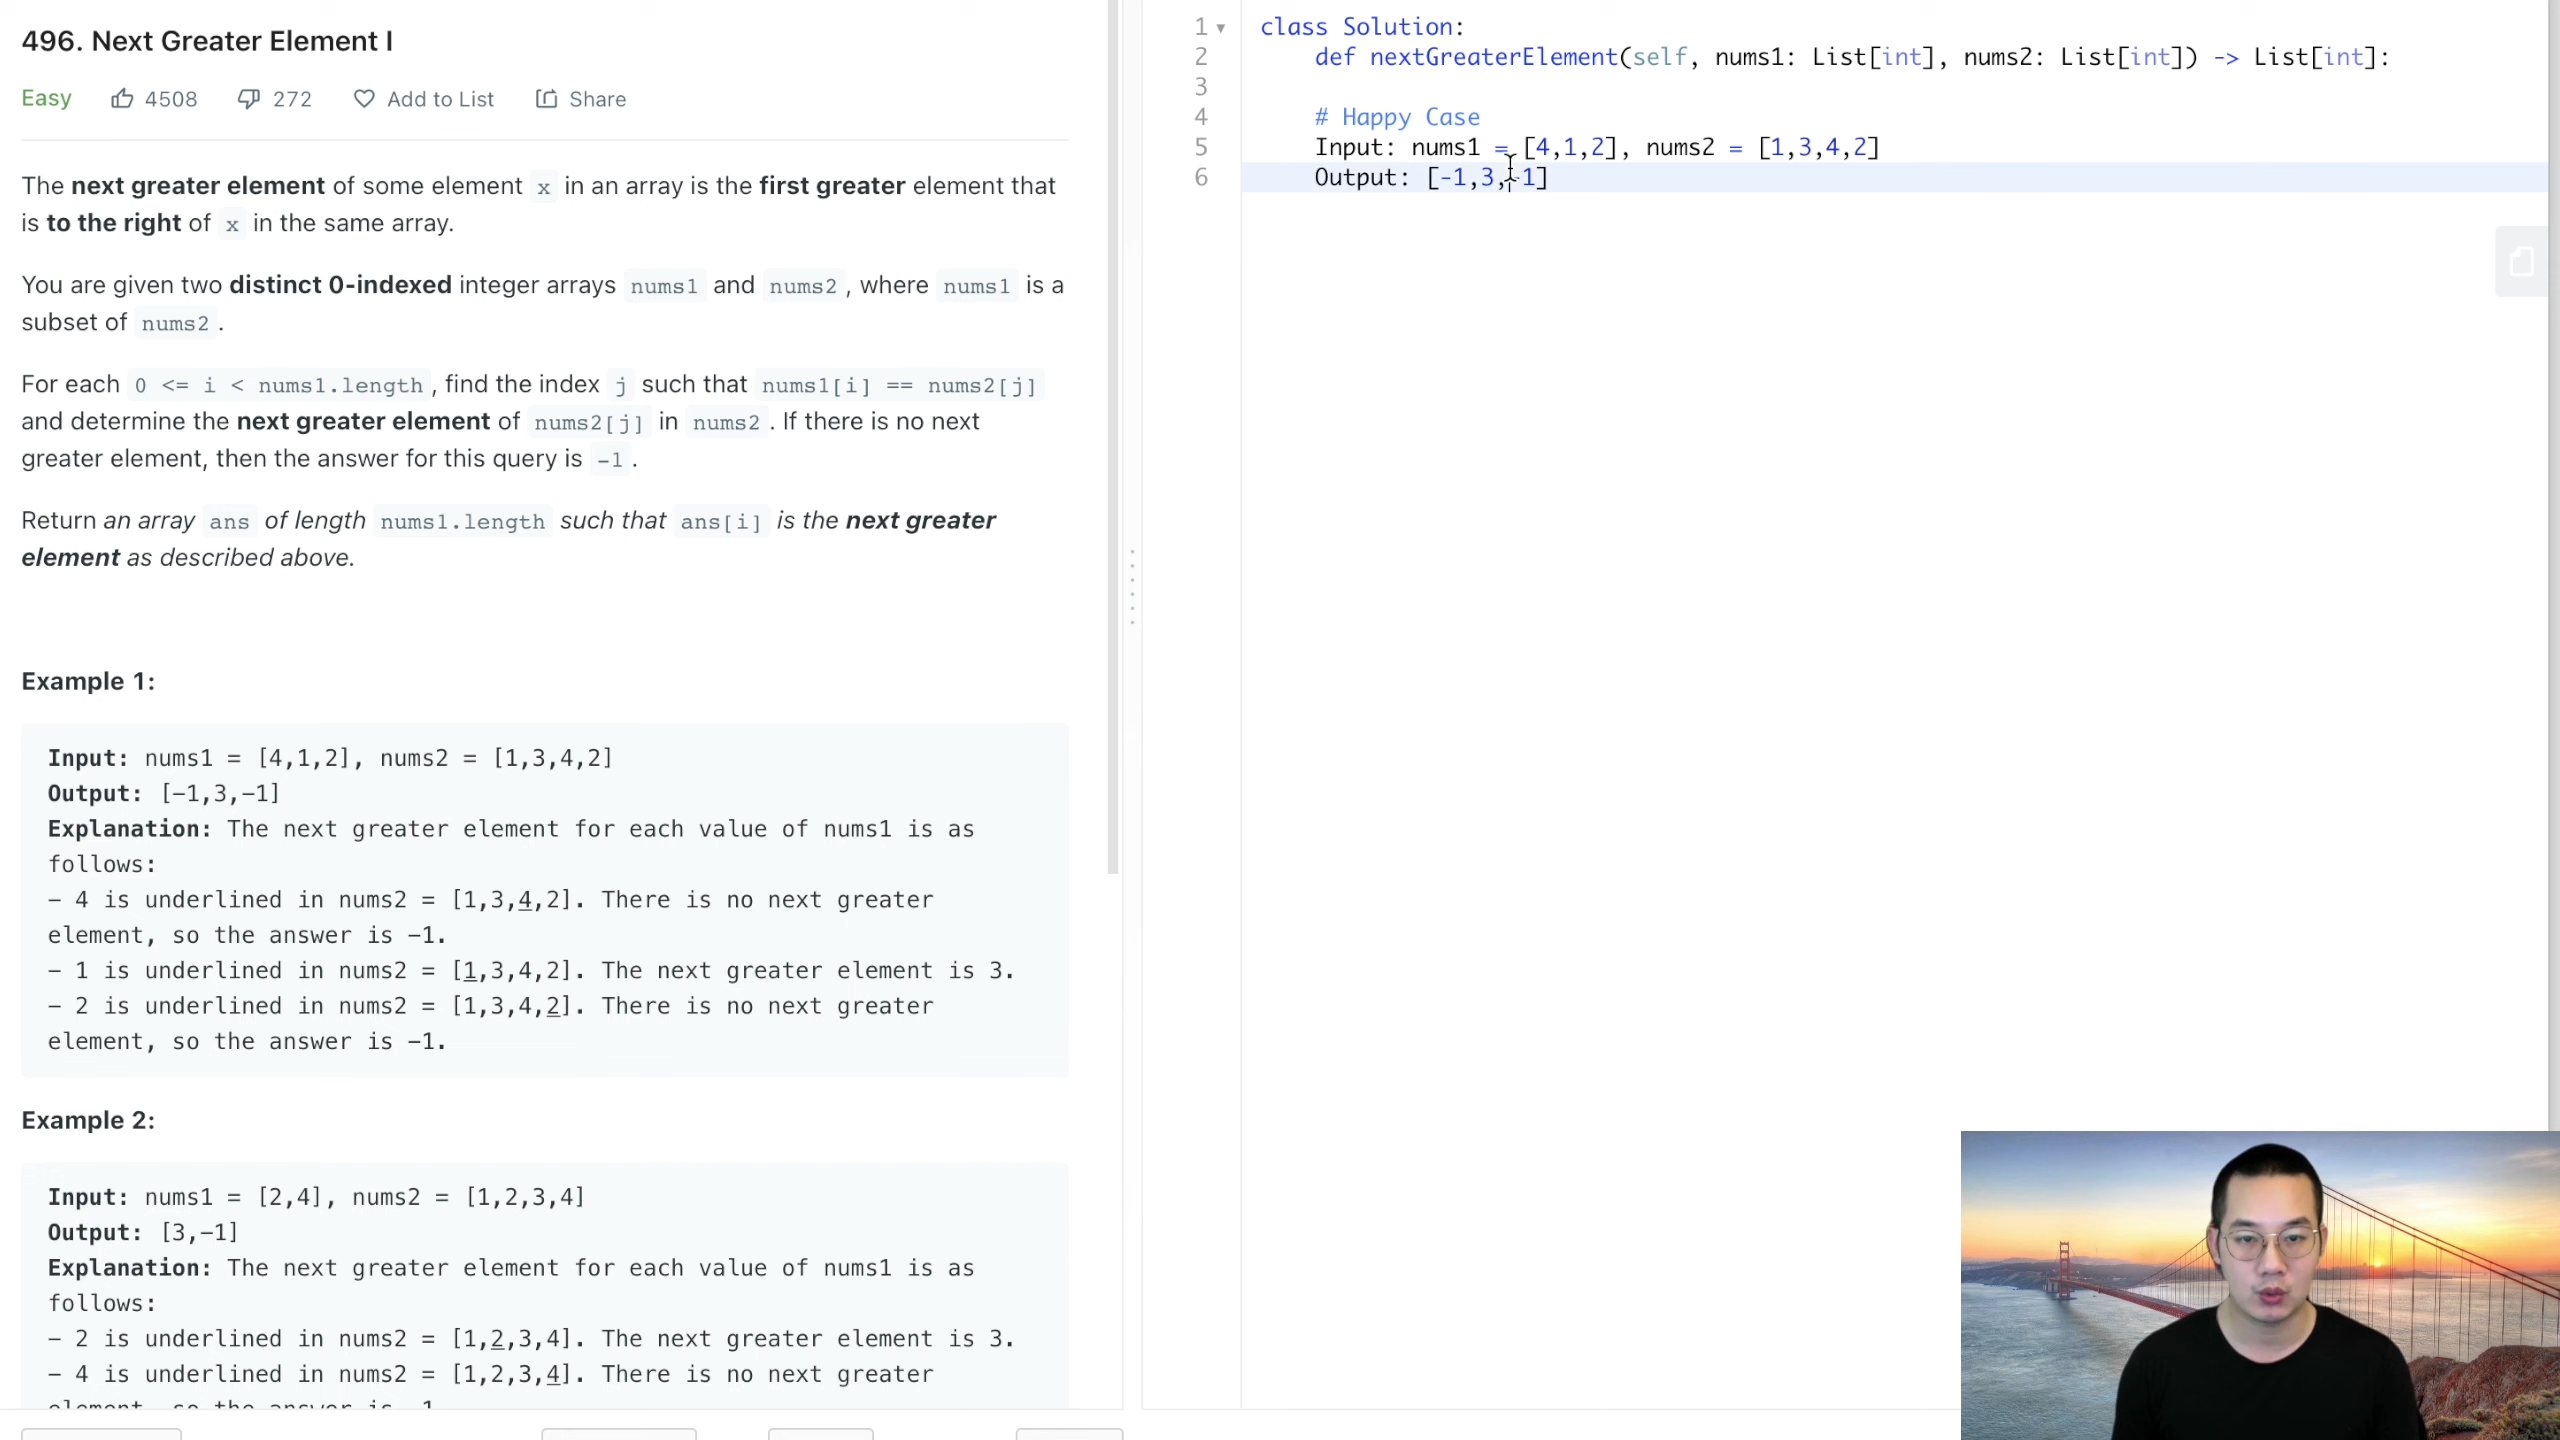 496. Next Greater Element I
Easy 4508 272 Add to List Share
The next greater element of some element x in an array is the first greater element that
is to the right of x in the same array.
You are given two distinct 0-indexed integer arrays nums1 and nums2, where nums1 is a
subset of nums2.
For each 0 <= i < nums1.length, find the index j such that nums1[i] == nums2[j]
and determine the next greater element of nums2[j] in nums2. If there is no next
greater element, then the answer for this query is -1.
Return an array ans of length nums1.length such that ans[i] is the next greater
element as described above.
Example 1:
Input: nums1 = [4,1,2], nums2 = [1,3,4,2]
Output: [-1,3,-1]
Explanation: The next greater element for each value of nums1 is as
follows:
- 4 is underlined in nums2 = [1,3,4,2]. There is no next greater
element, so the answer is -1.
- 1 is underlined in nums2 = [1,3,4,2]. The next greater element is 3.
- 2 is underlined in nums2 = [1,3,4,2]. There is no next greater
element, so the answer is -1.
Example 2:
Input: nums1 = [2,4], nums2 = [1,2,3,4]
Output: [3,-1]
Explanation: The next greater element for each value of nums1 is as
follows:
- 2 is underlined in nums2 = [1,2,3,4]. The next greater element is 3.
- 4 is underlined in nums2 = [1,2,3,4]. There is no next greater
element, so the answer is -1
1 class Solution:
2 def nextGreaterElement(self, nums1: List[int], nums2: List[int]) -> List[int]:
3
4 # Happy Case
5 Input: nums1 = [4,1,2], nums2 = [1,3,4,2]
6 Output: [-1,3,-1]